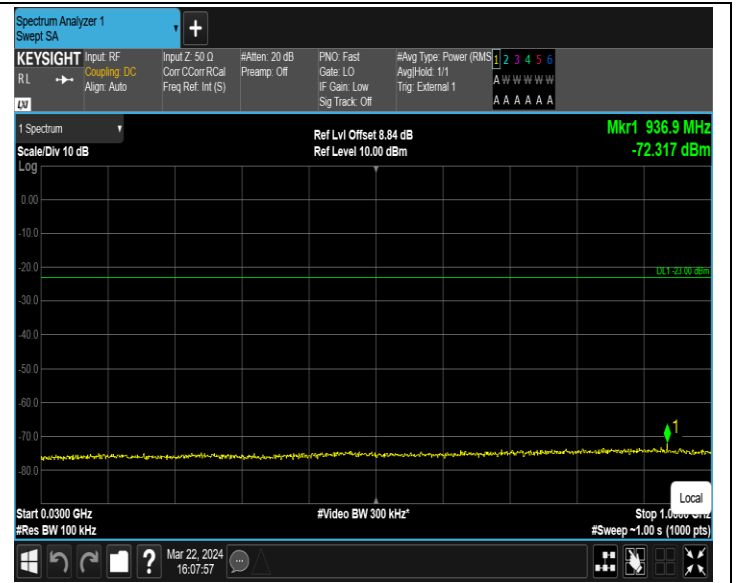 Spectrum Analyzer 1
Swept SA
+
KEYSIGHT Input: RF Input Z: 50 Ω #Atten: 20 dB PNO: Fast #Avg Type: Power (RMS 1 2 3 4 5 6
RL Coupling: DC Corr CCorr RCal Preamp: Off Gate: LO Avg|Hold: 1/1 A W W W W W
Align: Auto Freq Ref: Int (S) IF Gain: Low Trig: External 1
LXI Sig Track: Off A A A A A A
1 Spectrum Ref Lvl Offset 8.84 dB Mkr1 936.9 MHz
Scale/Div 10 dB Ref Level 10.00 dBm -72.317 dBm
Log
0.00
-10.0
-20.0
DL1 -23.00 dBm
-30.0
-40.0
-50.0
-60.0
1
-70.0
-80.0
Local
Start 0.0300 GHz #Video BW 300 kHz* Stop
#Res BW 100 kHz #Sweep ~1.00 s (1000 pts)
? Mar 22, 2024
16:07:57